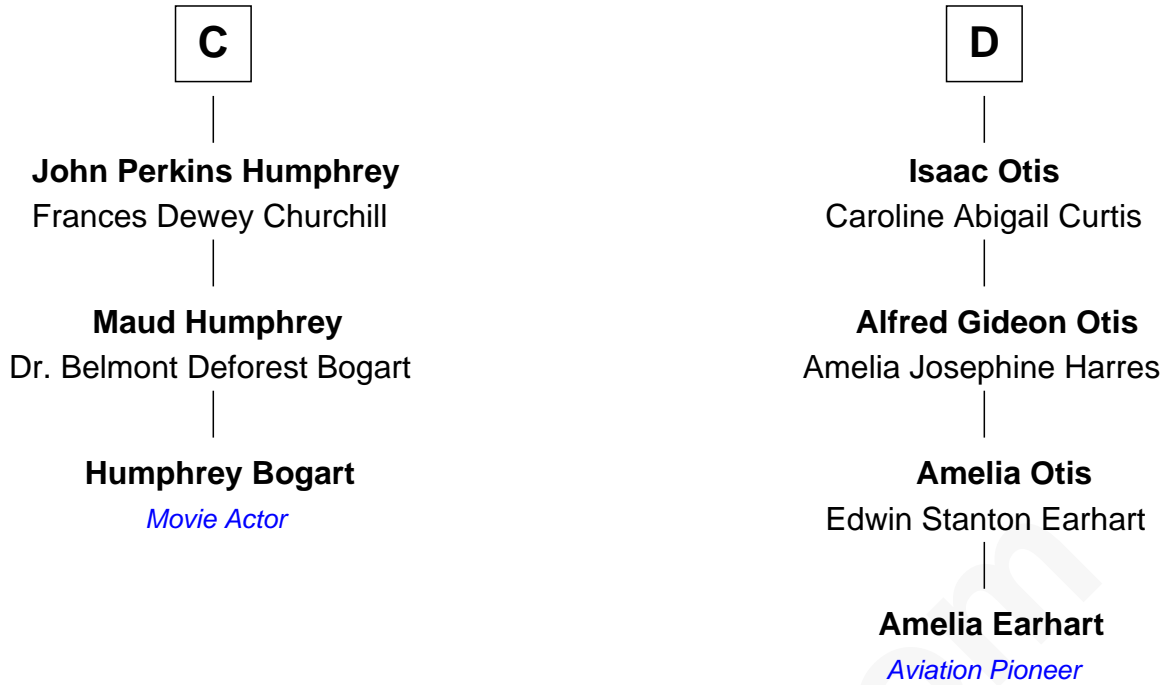 C
John Perkins Humphrey
Frances Dewey Churchill
Maud Humphrey
Dr. Belmont Deforest Bogart
Humphrey Bogart
Movie Actor
D
Isaac Otis
Caroline Abigail Curtis
Alfred Gideon Otis
Amelia Josephine Harres
Amelia Otis
Edwin Stanton Earhart
Amelia Earhart
Aviation Pioneer